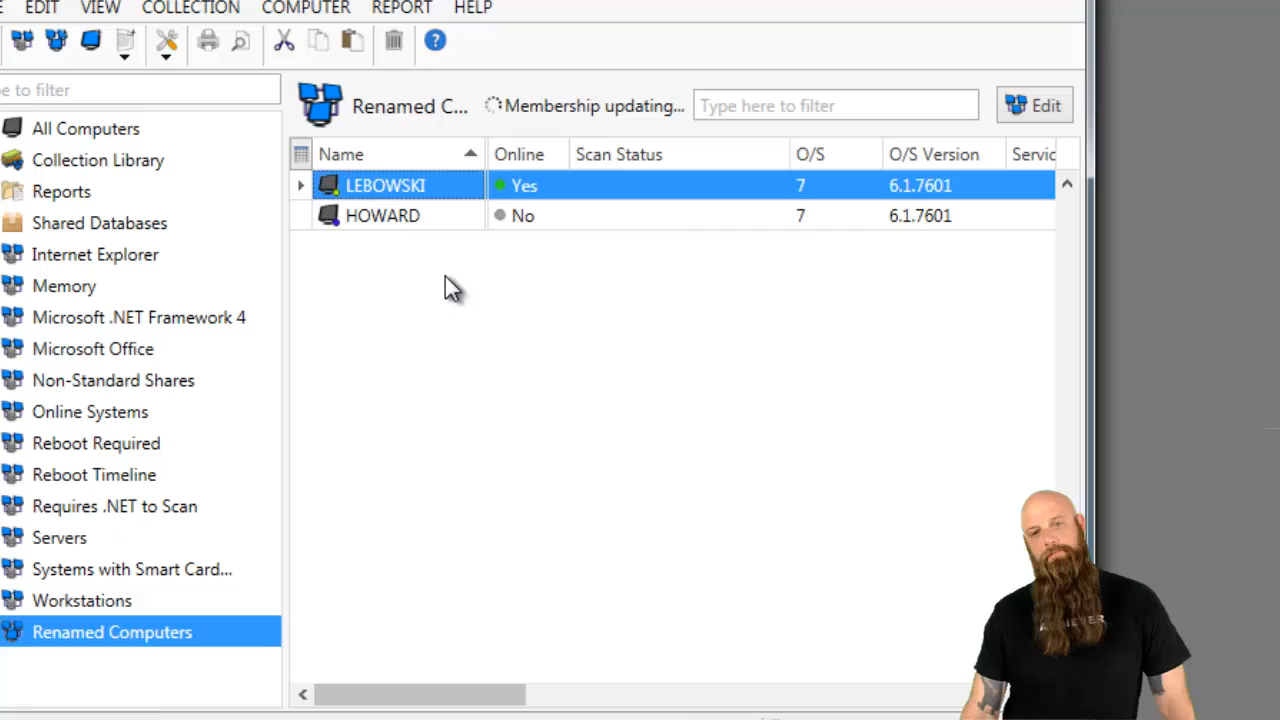 EDIT VIEW COLLECTION COMPUTER REPORT HELP
e to filter
Renamed C... Membership updating... Type here to filter Edit
All Computers
Collection Library
Reports
Shared Databases
Internet Explorer
Memory
Microsoft .NET Framework 4
Microsoft Office
Non-Standard Shares
Online Systems
Reboot Required
Reboot Timeline
Requires .NET to Scan
Servers
Systems with Smart Card...
Workstations
Renamed Computers
Name Online Scan Status O/S O/S Version Servic
LEBOWSKI Yes 7 6.1.7601
HOWARD No 7 6.1.7601